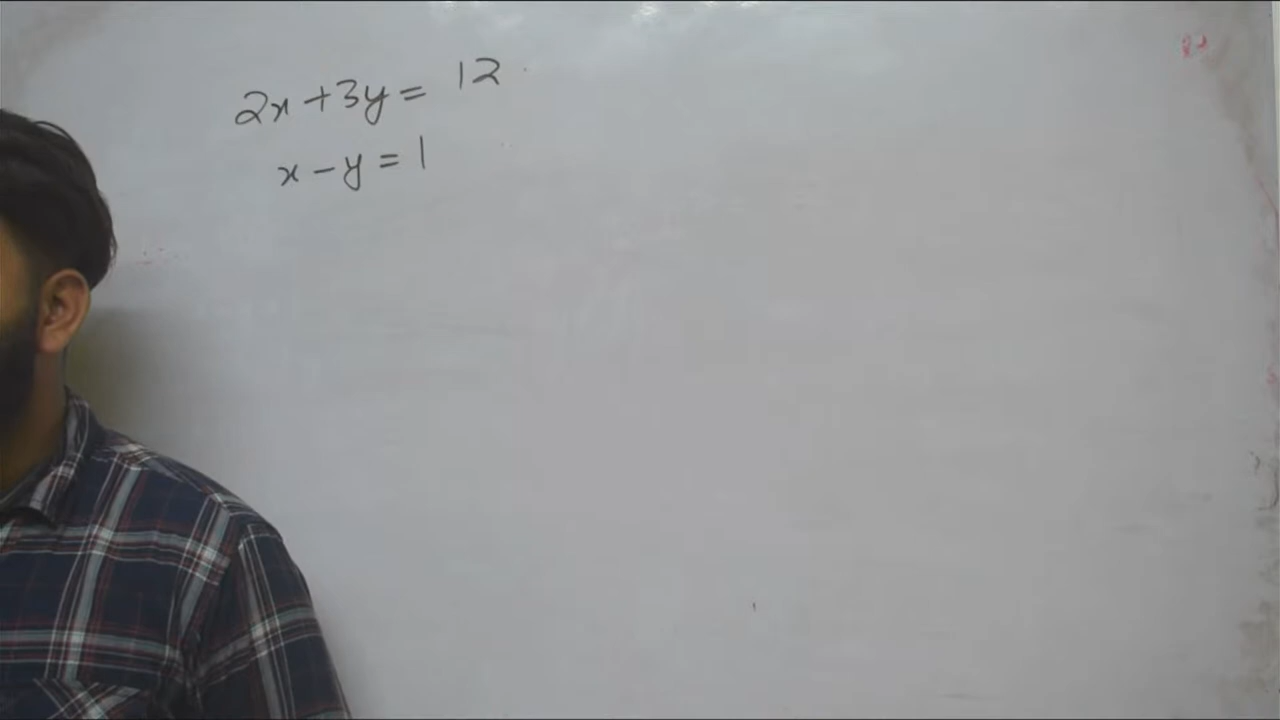 2x + 3y = 12
x - y = 1